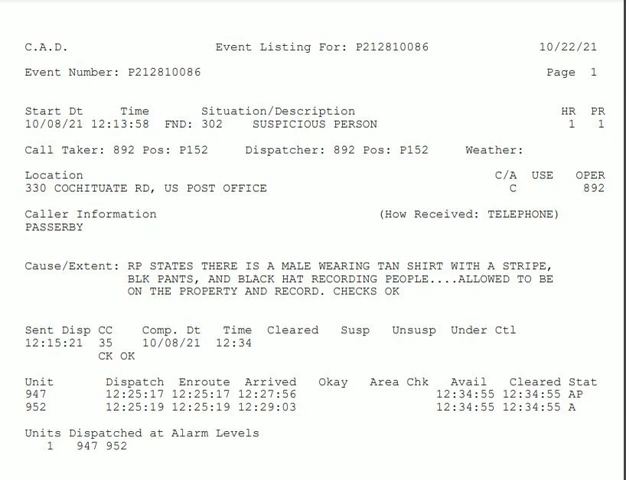 C.A.D. Event Listing For: P212810086 10/22/21
Event Number: P212810086 Page 1
Start Dt Time Situation/Description HR PR
10/08/21 12:13:58 FND: 302 SUSPICIOUS PERSON 1 1
Call Taker: 892 Pos: P152 Dispatcher: 892 Pos: P152 Weather:
Location C/A USE OPER
330 COCHITUATE RD, US POST OFFICE C 892
Caller Information (How Received: TELEPHONE)
PASSERBY
Cause/Extent: RP STATES THERE IS A MALE WEARING TAN SHIRT WITH A STRIPE,
BLK PANTS, AND BLACK HAT RECORDING PEOPLE....ALLOWED TO BE
ON THE PROPERTY AND RECORD. CHECKS OK
Sent Disp CC Comp. Dt Time Cleared Susp Unsusp Under Ctl
12:15:21 35 10/08/21 12:34
CK OK
Unit Dispatch Enroute Arrived Okay Area Chk Avail Cleared Stat
947 12:25:17 12:25:17 12:27:56 12:34:55 12:34:55 AP
952 12:25:19 12:25:19 12:29:03 12:34:55 12:34:55 A
Units Dispatched at Alarm Levels
1 947 952